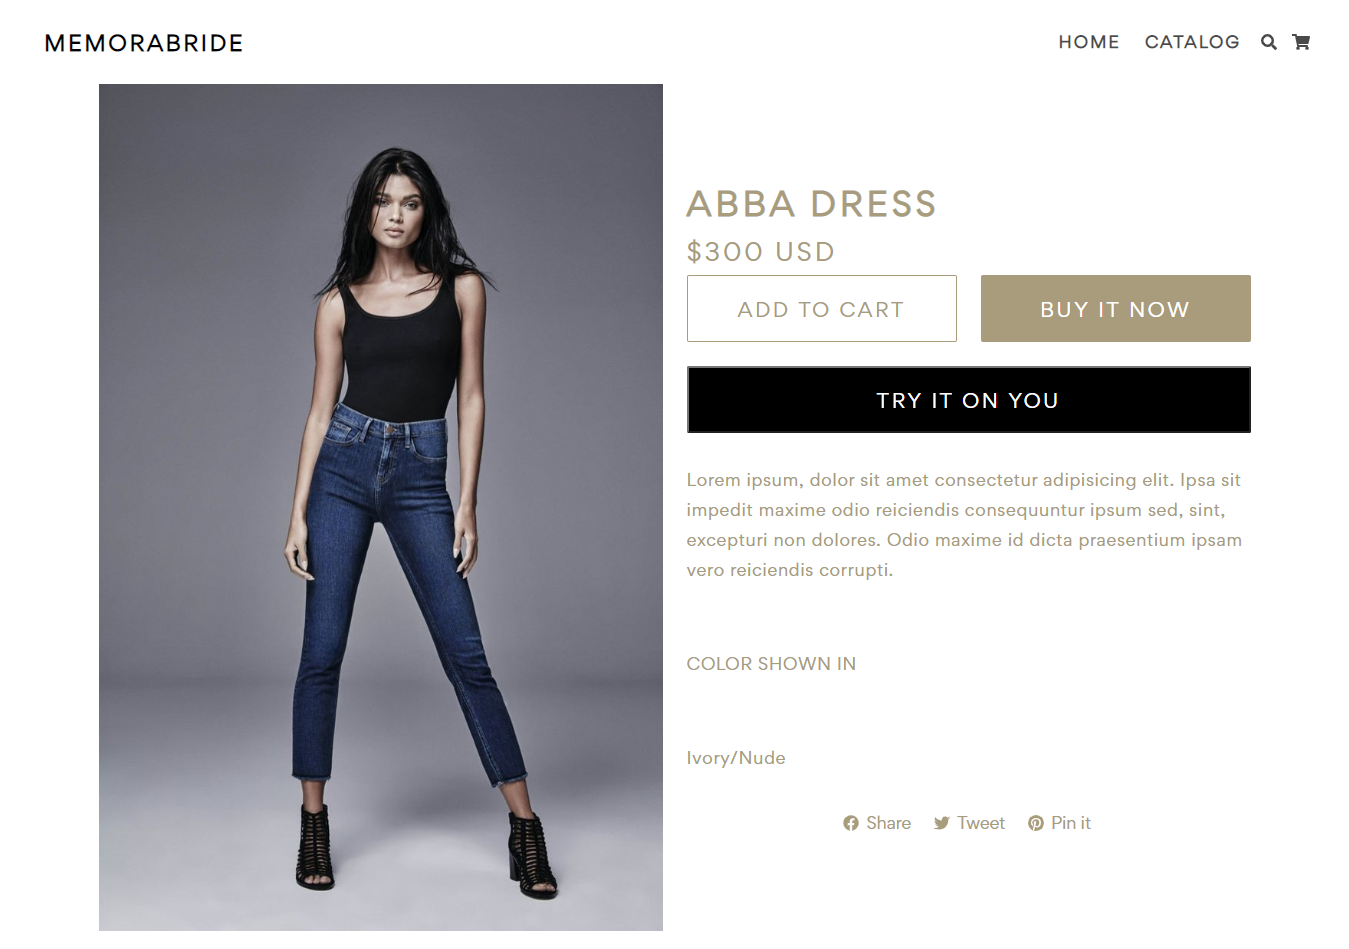 MEMORABRIDE
HOME CATALOG
ABBA DRESS
$300 USD
ADD TO CART BUY IT NOW
TRY IT ON YOU
Lorem ipsum, dolor sit amet consectetur adipisicing elit. Ipsa sit
impedit maxime odio reiciendis consequuntur ipsum sed, sint,
excepturi non dolores. Odio maxime id dicta praesentium ipsam
vero reiciendis corrupti.
COLOR SHOWN IN
Ivory/Nude
Share Tweet Pin it